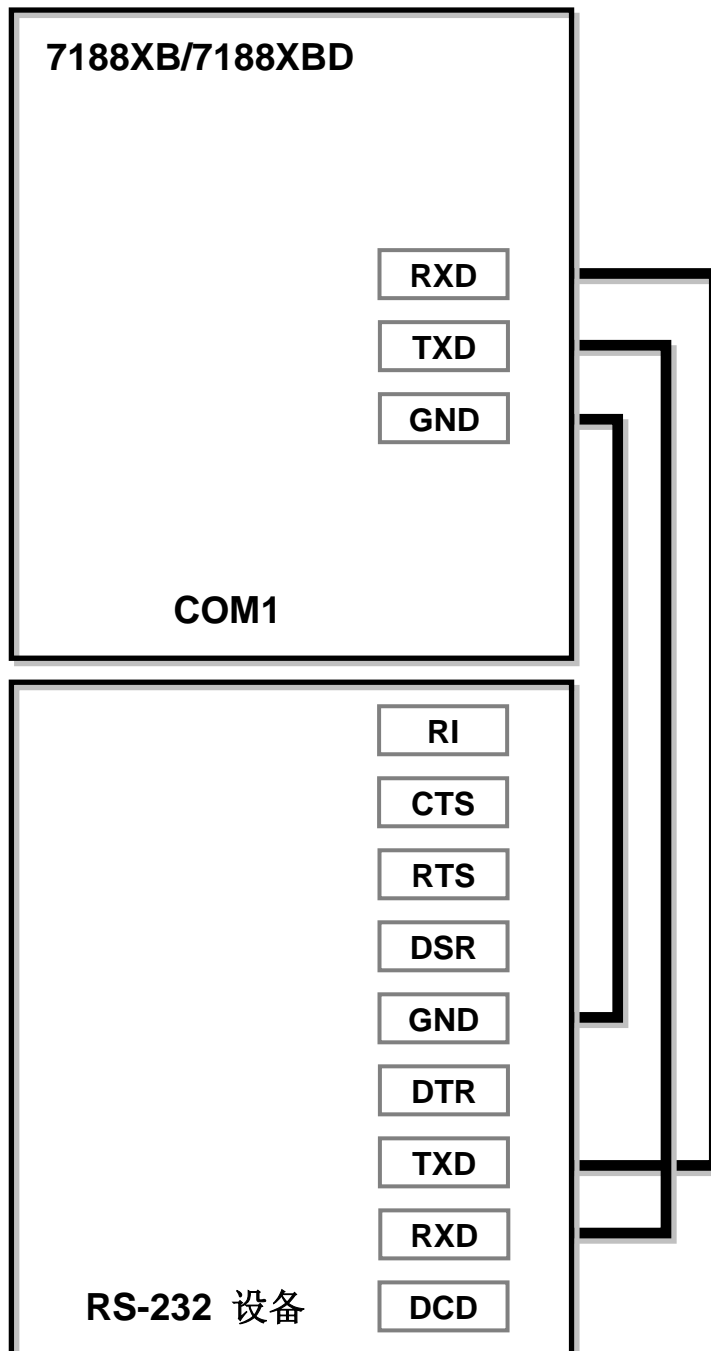 7188XB/7188XBD
RXD
TXD
GND
COM1
RI
CTS
RTS
DSR
GND
DTR
TXD
RXD
RS-232 设备 DCD